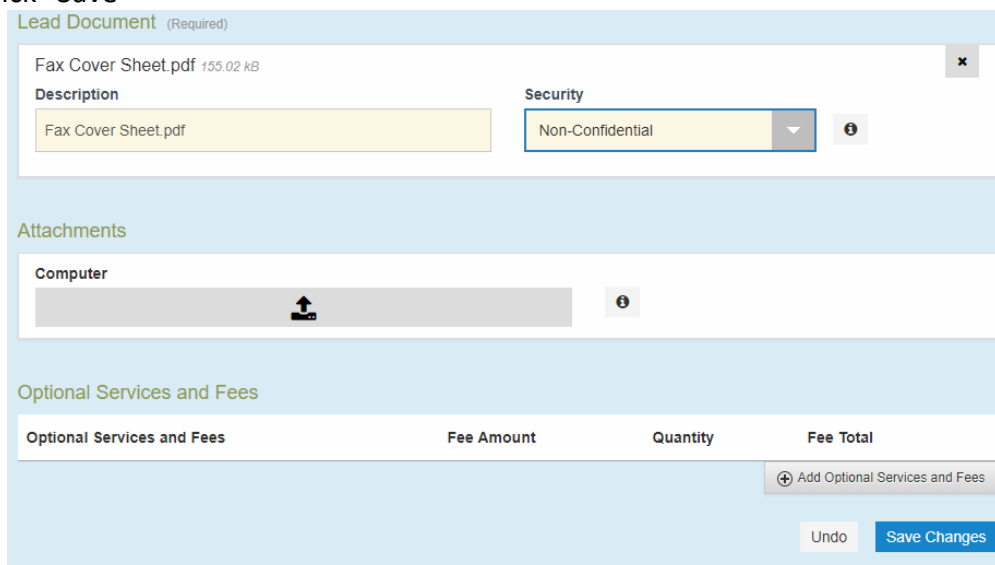 Lead Document (Required)
Fax Cover Sheet.pdf 155.02 kB
Description Security
Fax Cover Sheet.pdf Non-Confidential
Attachments
Computer
Optional Services and Fees
Optional Services and Fees Fee Amount Quantity Fee Total
Add Optional Services and Fees
Undo Save Changes